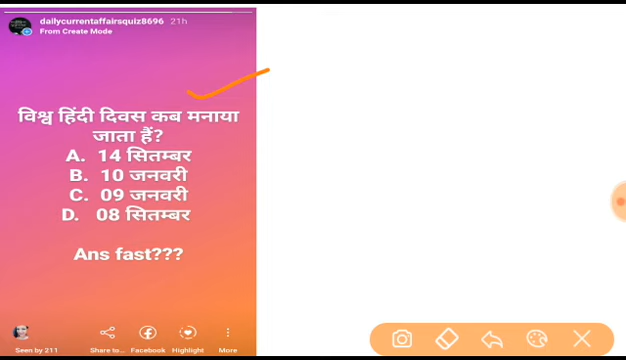 dailycurrentaffairsquiz8696 21h
From Create Mode
विश्व हिंदी दिवस कब मनाया
जाता हैं?
A. 14 सितम्बर
B. 10 जनवरी
C. 09 जनवरी
D. 08 सितम्बर
Ans fast???
Seen by 211 Share to... Facebook Highlight More